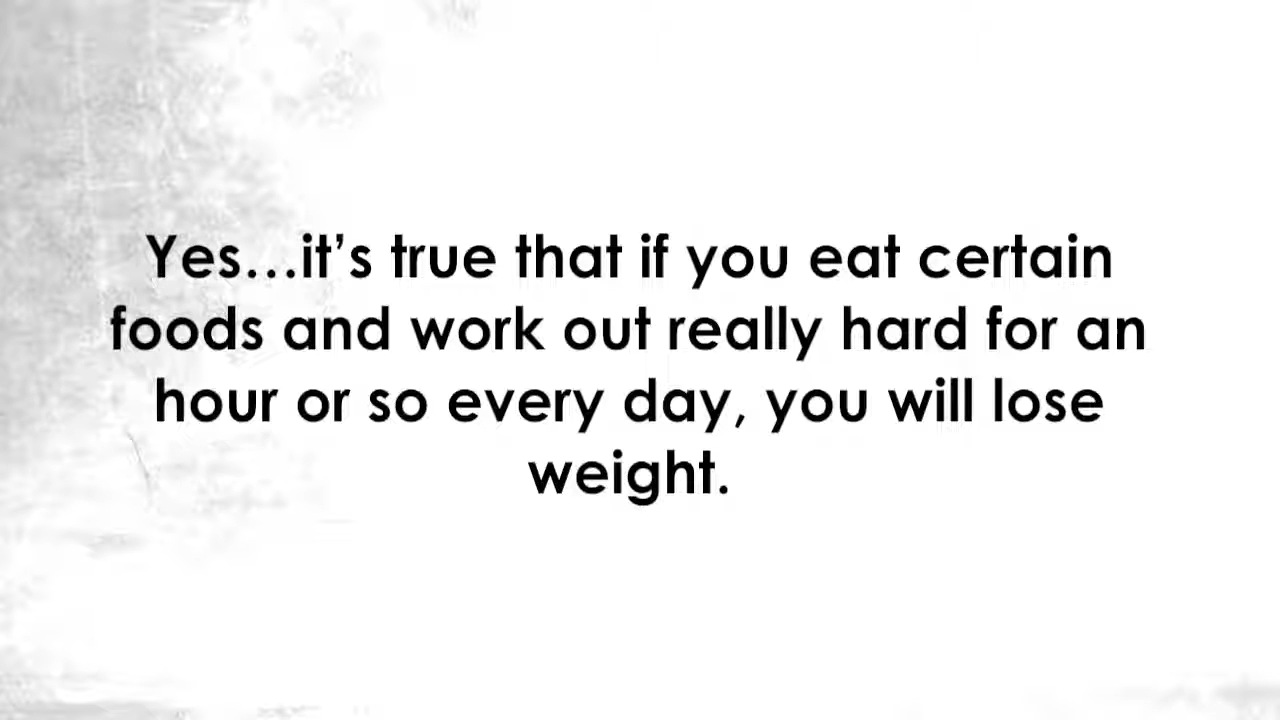 Yes…it’s true that if you eat certain
foods and work out really hard for an
hour or so every day, you will lose
weight.